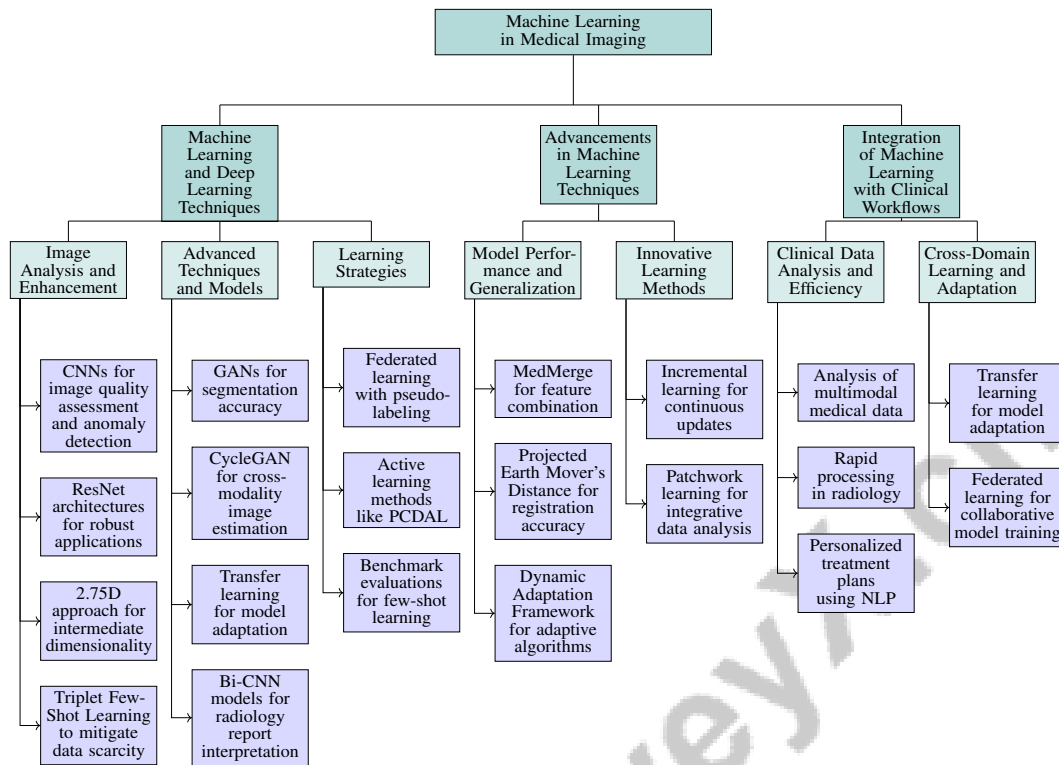 Machine Learning
in Medical Imaging
Machine
Learning
and Deep
Learning
Techniques
Advancements
in Machine
Learning
Techniques
Integration
of Machine
Learning
with Clinical
Workflows
Image
Analysis and
Enhancement
Advanced
Techniques
and Models
Learning
Strategies
Model Perfor-
mance and
Generalization
Innovative
Learning
Methods
Clinical Data
Analysis and
Efficiency
Cross-Domain
Learning and
Adaptation
CNNs for
image quality
assessment
and anomaly
detection
ResNet
architectures
for robust
applications
2.75D
approach for
intermediate
dimensionality
Triplet Few-
Shot Learning
to mitigate
data scarcity
GANs for
segmentation
accuracy
CycleGAN
for cross-
modality
image
estimation
Transfer
learning
for model
adaptation
Bi-CNN
models for
radiology
report
interpretation
Federated
learning
with pseudo-
labeling
Active
learning
methods
like PCDAL
Benchmark
evaluations
for few-shot
learning
MedMerge
for feature
combination
Projected
Earth Mover's
Distance for
registration
accuracy
Dynamic
Adaptation
Framework
for adaptive
algorithms
Incremental
learning for
continuous
updates
Patchwork
learning for
integrative
data analysis
Analysis of
multimodal
medical data
Rapid
processing
in radiology
Personalized
treatment
plans
using NLP
Transfer
learning
for model
adaptation
Federated
learning for
collaborative
model training